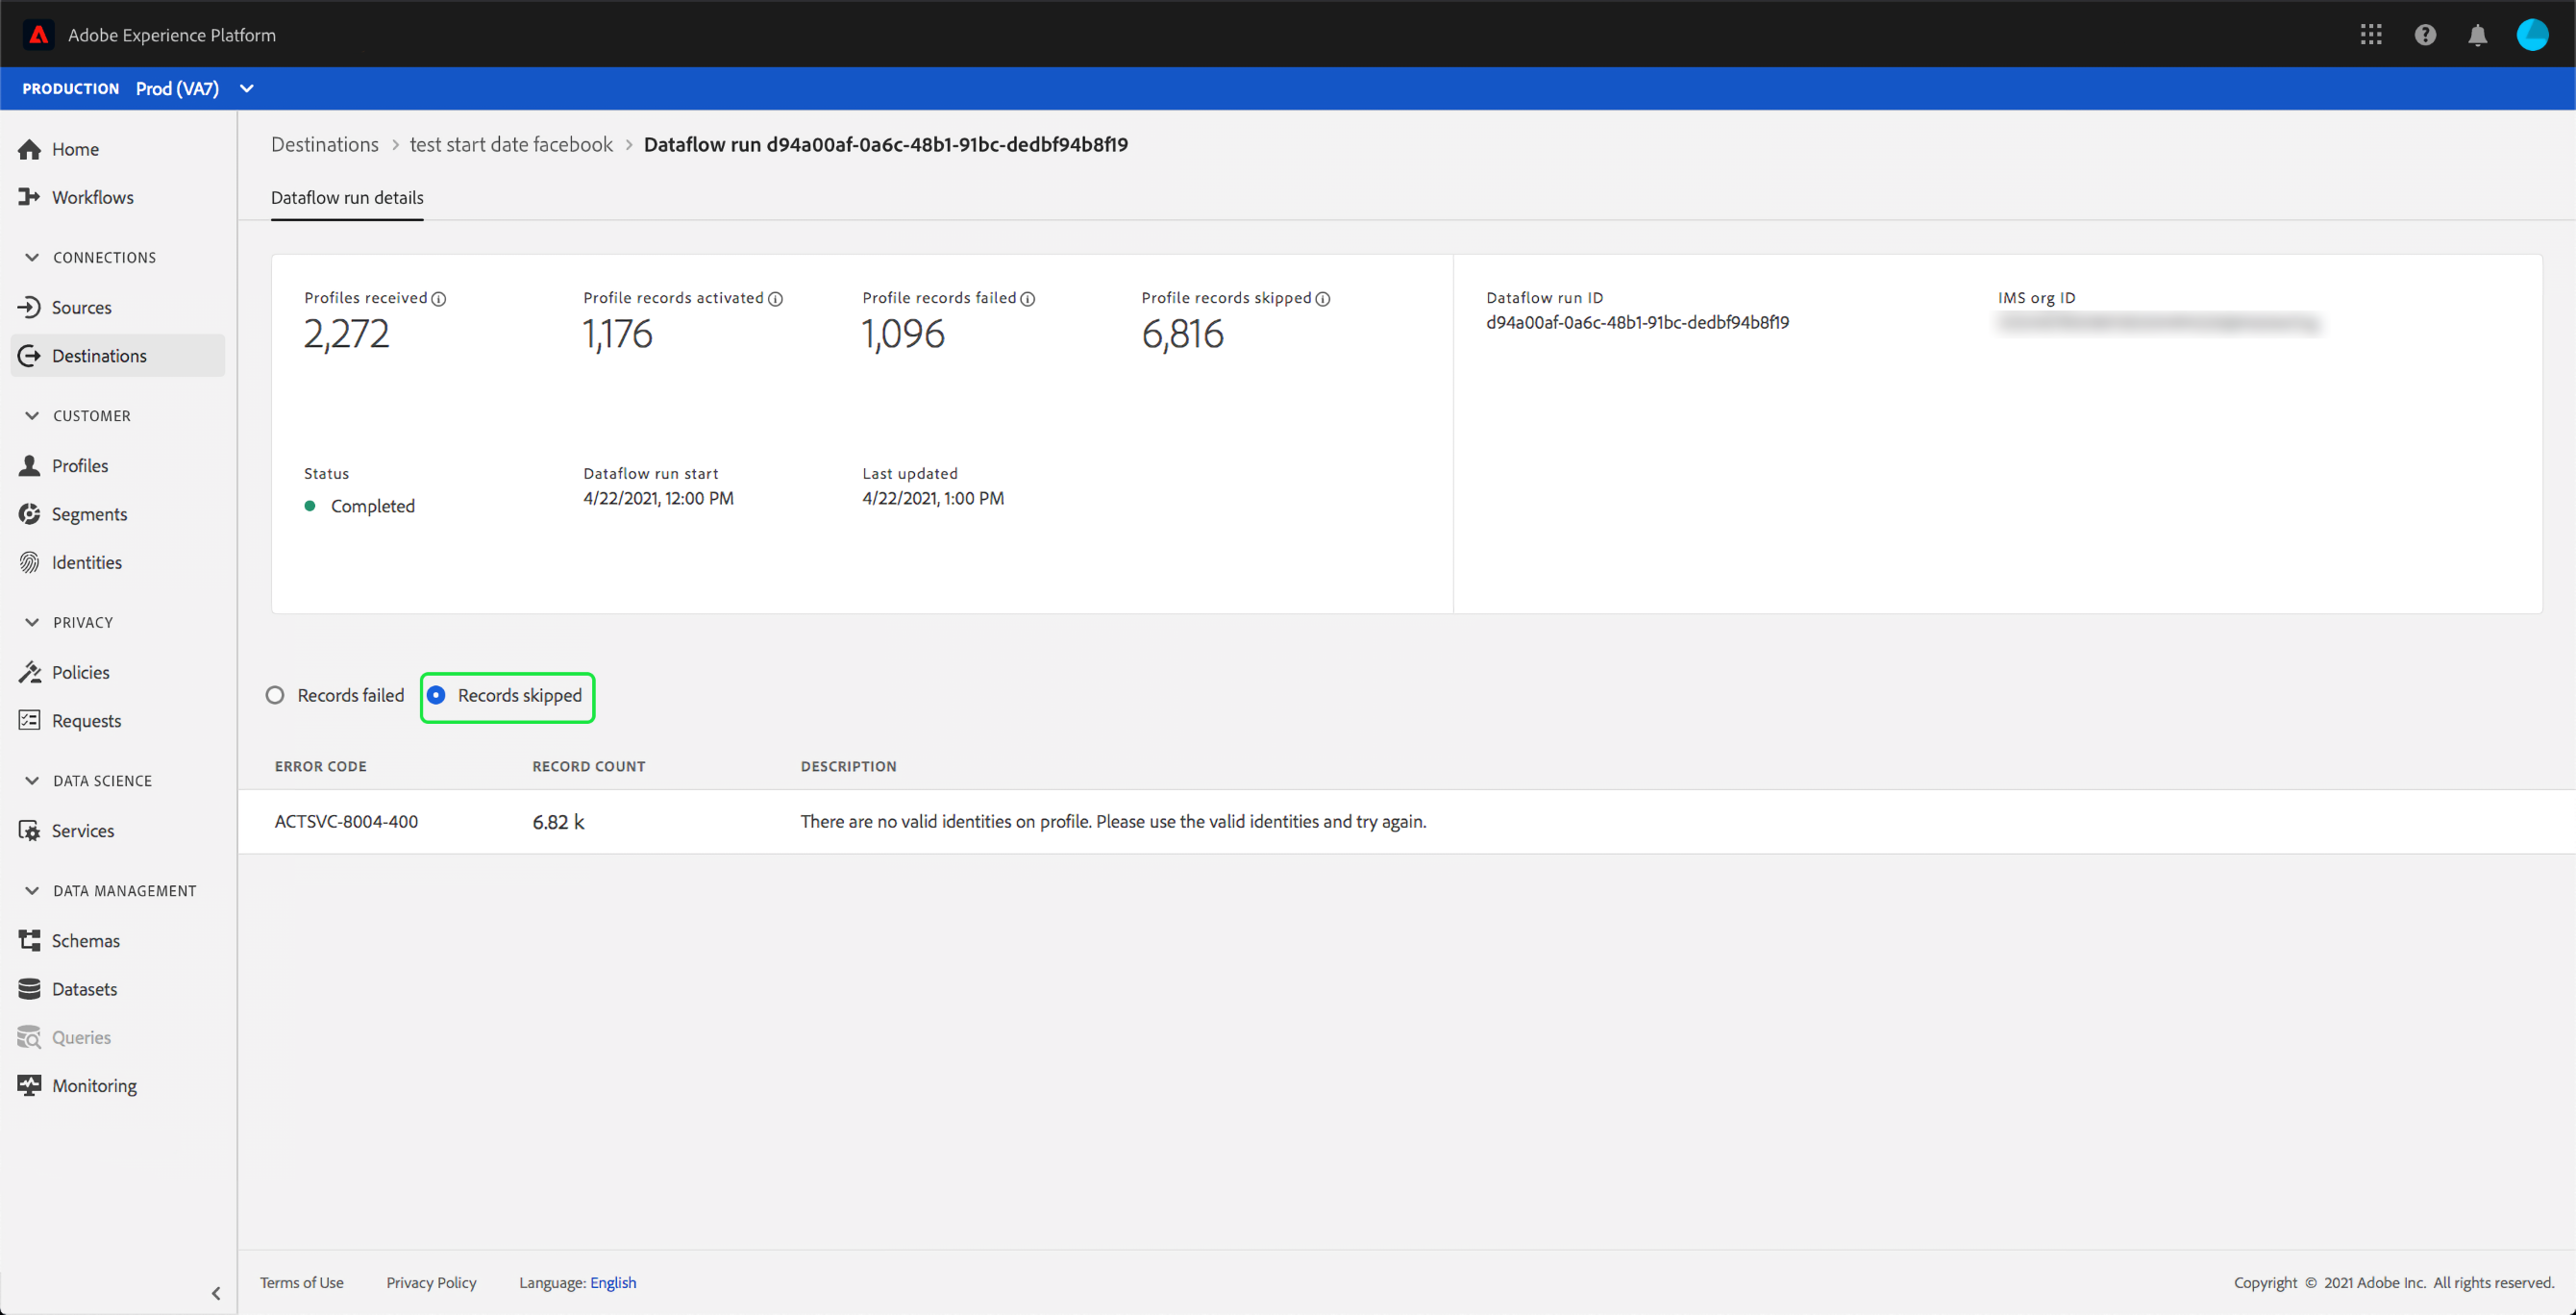 Adobe Experience Platform
PRODUCTION Prod (VA7)
Home
Workflows
CONNECTIONS
Sources
Destinations
CUSTOMER
Profiles
Segments
Identities
PRIVACY
Policies
Requests
DATA SCIENCE
Services
DATA MANAGEMENT
Schemas
Datasets
Queries
Monitoring
Destinations > test start date facebook > Dataflow run d94a00af-0a6c-48b1-91bc-dedbf94b8f19
Dataflow run details
Profiles received Profile records activated Profile records failed Profile records skipped
2,272 1,176 1,096 6,816
Status Dataflow run start Last updated
Completed 4/22/2021, 12:00 PM 4/22/2021, 1:00 PM
Dataflow run ID IMS org ID
d94a00af-0a6c-48b1-91bc-dedbf94b8f19
Records failed Records skipped
ERROR CODE RECORD COUNT DESCRIPTION
ACTSVC-8004-400 6.82 k There are no valid identities on profile. Please use the valid identities and try again.
Terms of Use Privacy Policy Language: English Copyright © 2021 Adobe Inc. All rights reserved.